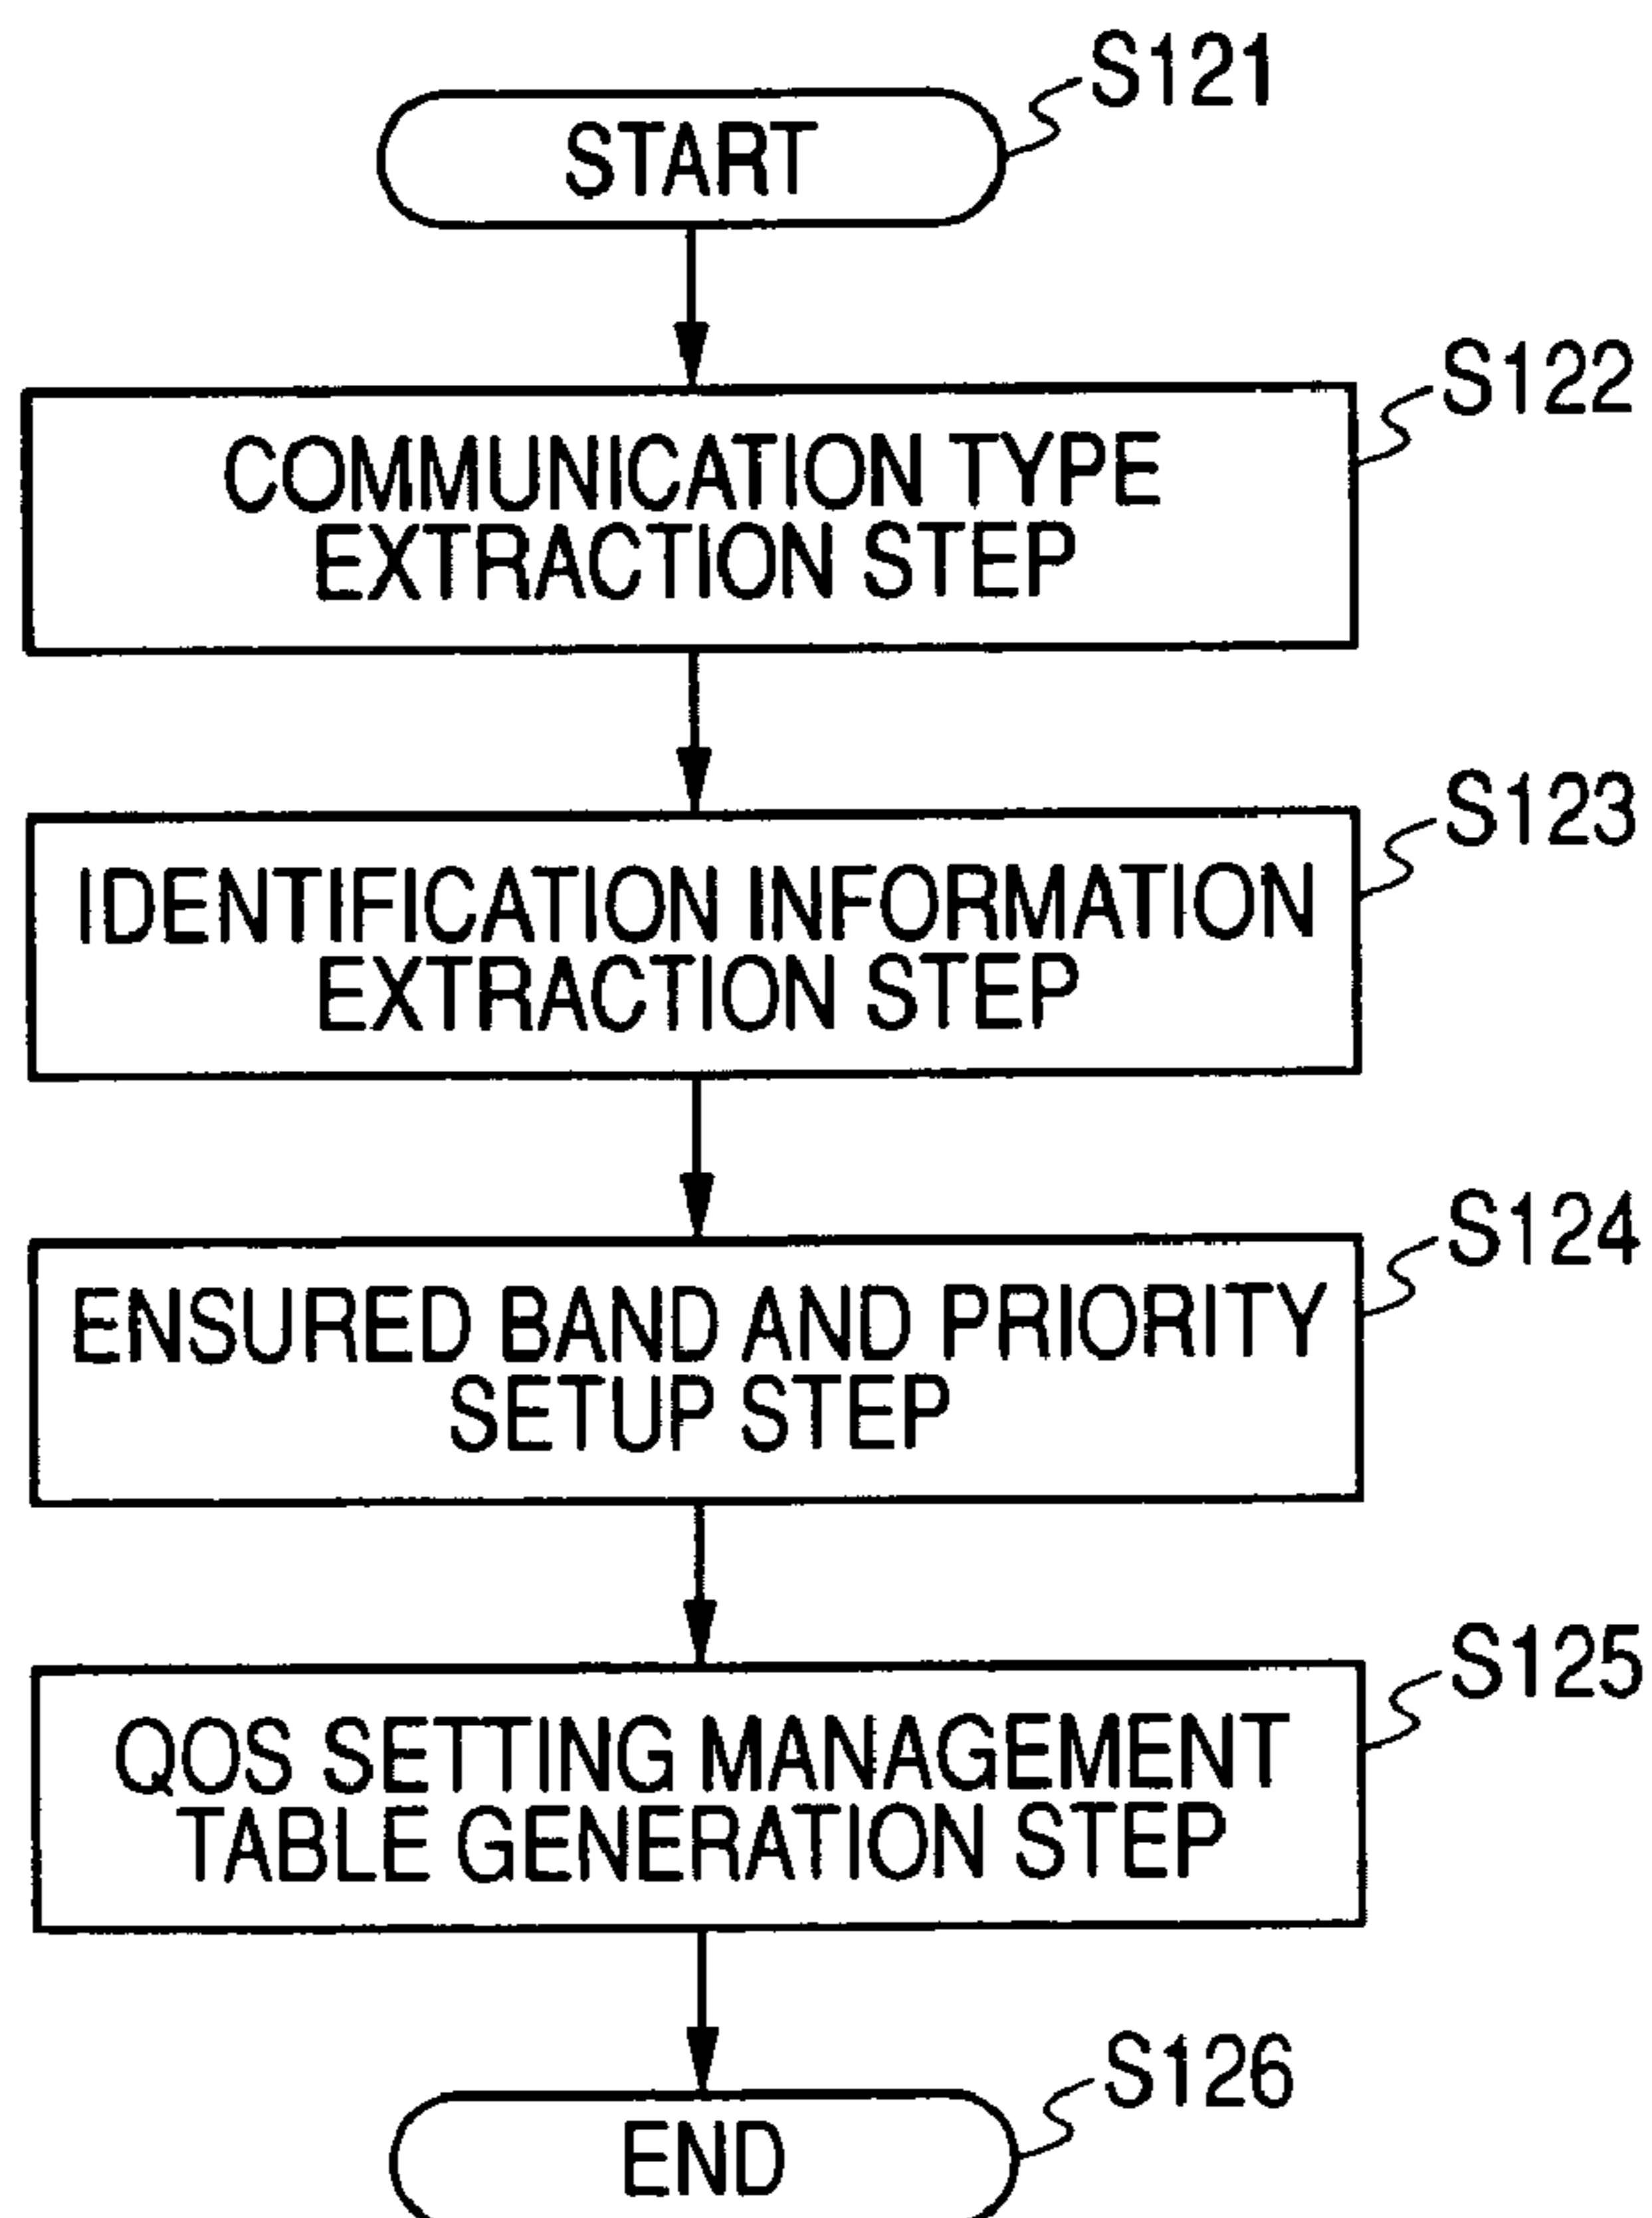 START
S121
COMMUNICATION TYPE
EXTRACTION STEP
S122
IDENTIFICATION INFORMATION
EXTRACTION STEP
S123
ENSURED BAND AND PRIORITY
SETUP STEP
S124
QOS SETTING MANAGEMENT
TABLE GENERATION STEP
S125
END
S126